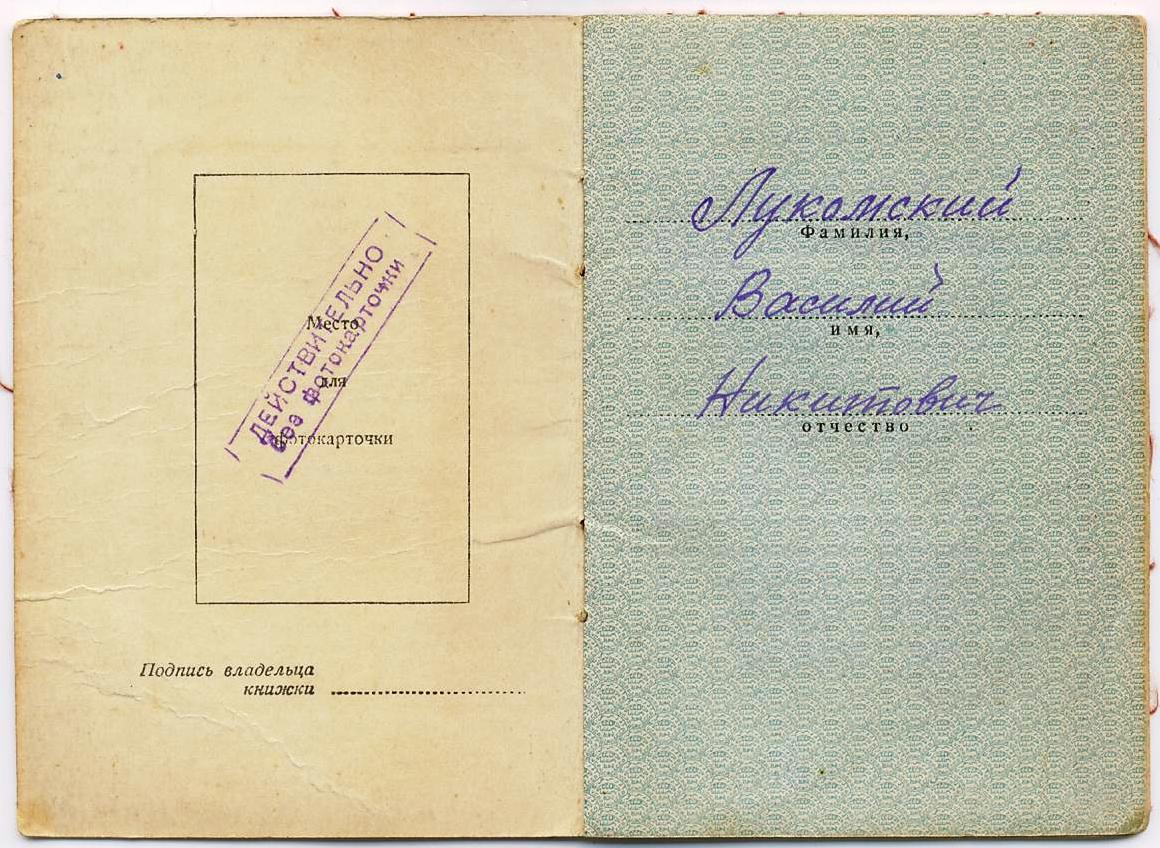 Место
для
фотокарточки
ДЕЙСТВИТЕЛЬНО
без фотокарточки
Подпись владельца
книжки
Лукомский
Фамилия,
Василий
имя,
Никитович
отчество